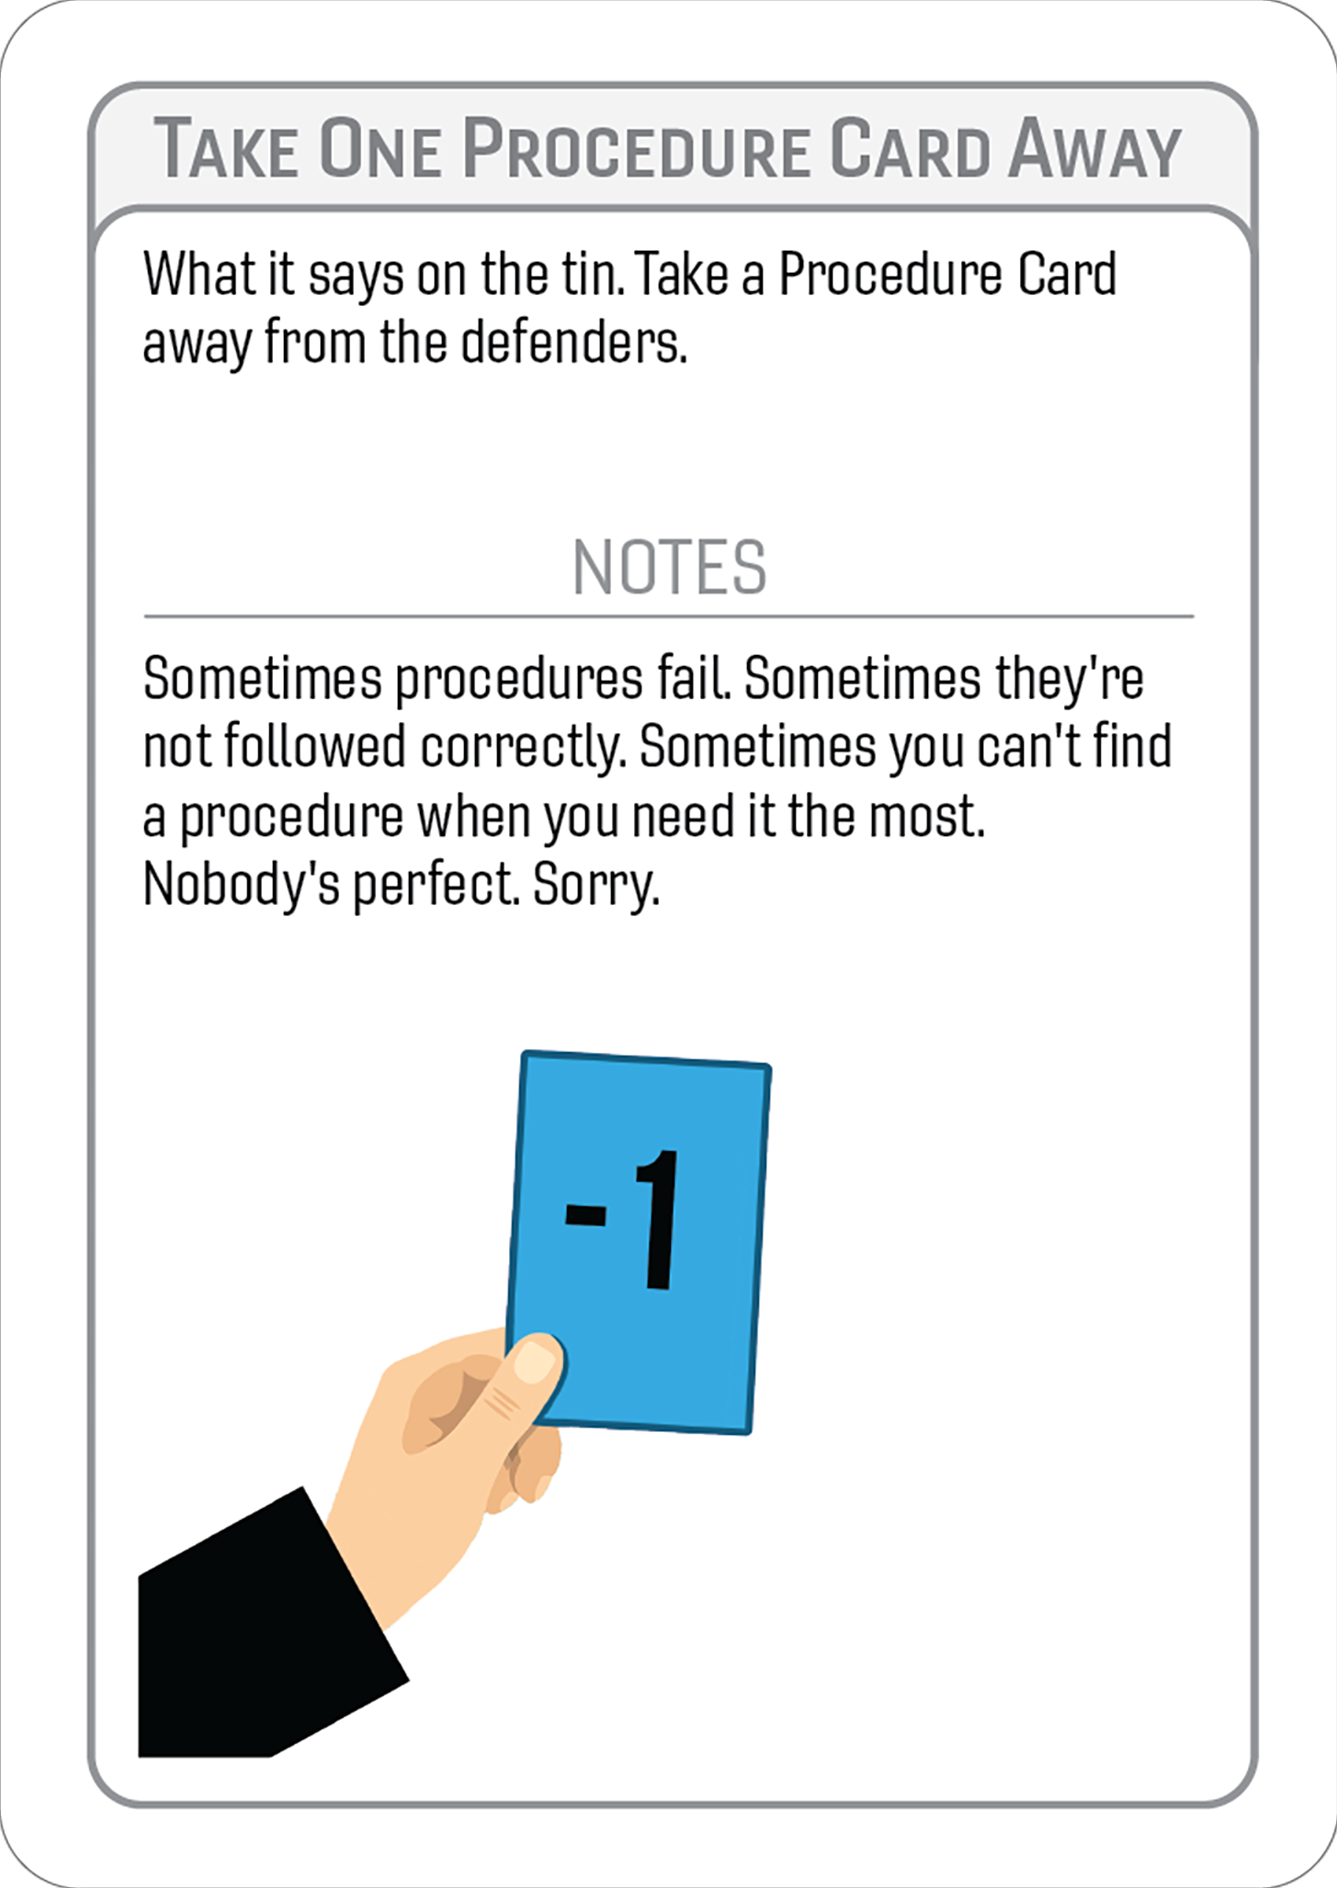 Take One Procedure Card Away
What it says on the tin. Take a Procedure Card
away from the defenders.
NOTES
Sometimes procedures fail. Sometimes they're
not followed correctly. Sometimes you can't find
a procedure when you need it the most.
Nobody's perfect. Sorry.
-1